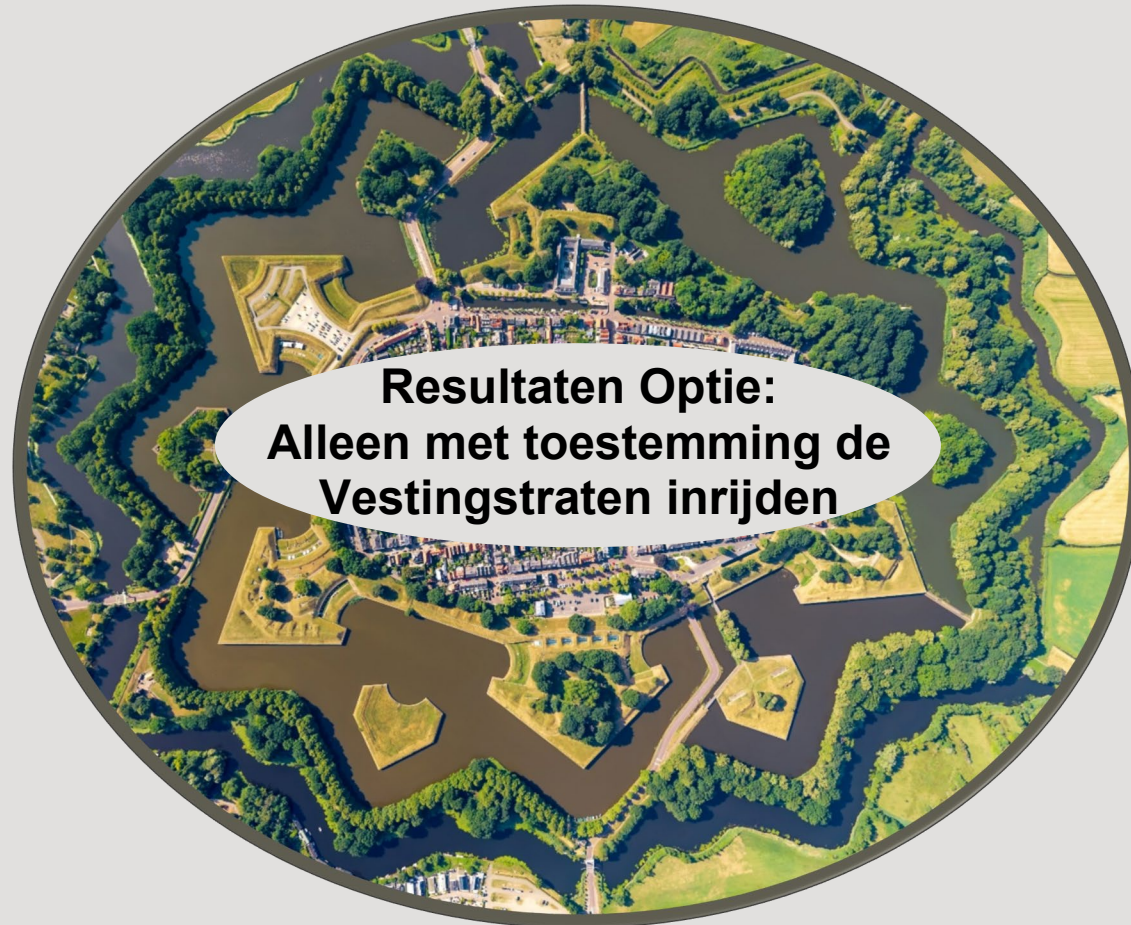 Resultaten Optie:
Alleen met toestemming de
Vestingstraten inrijden